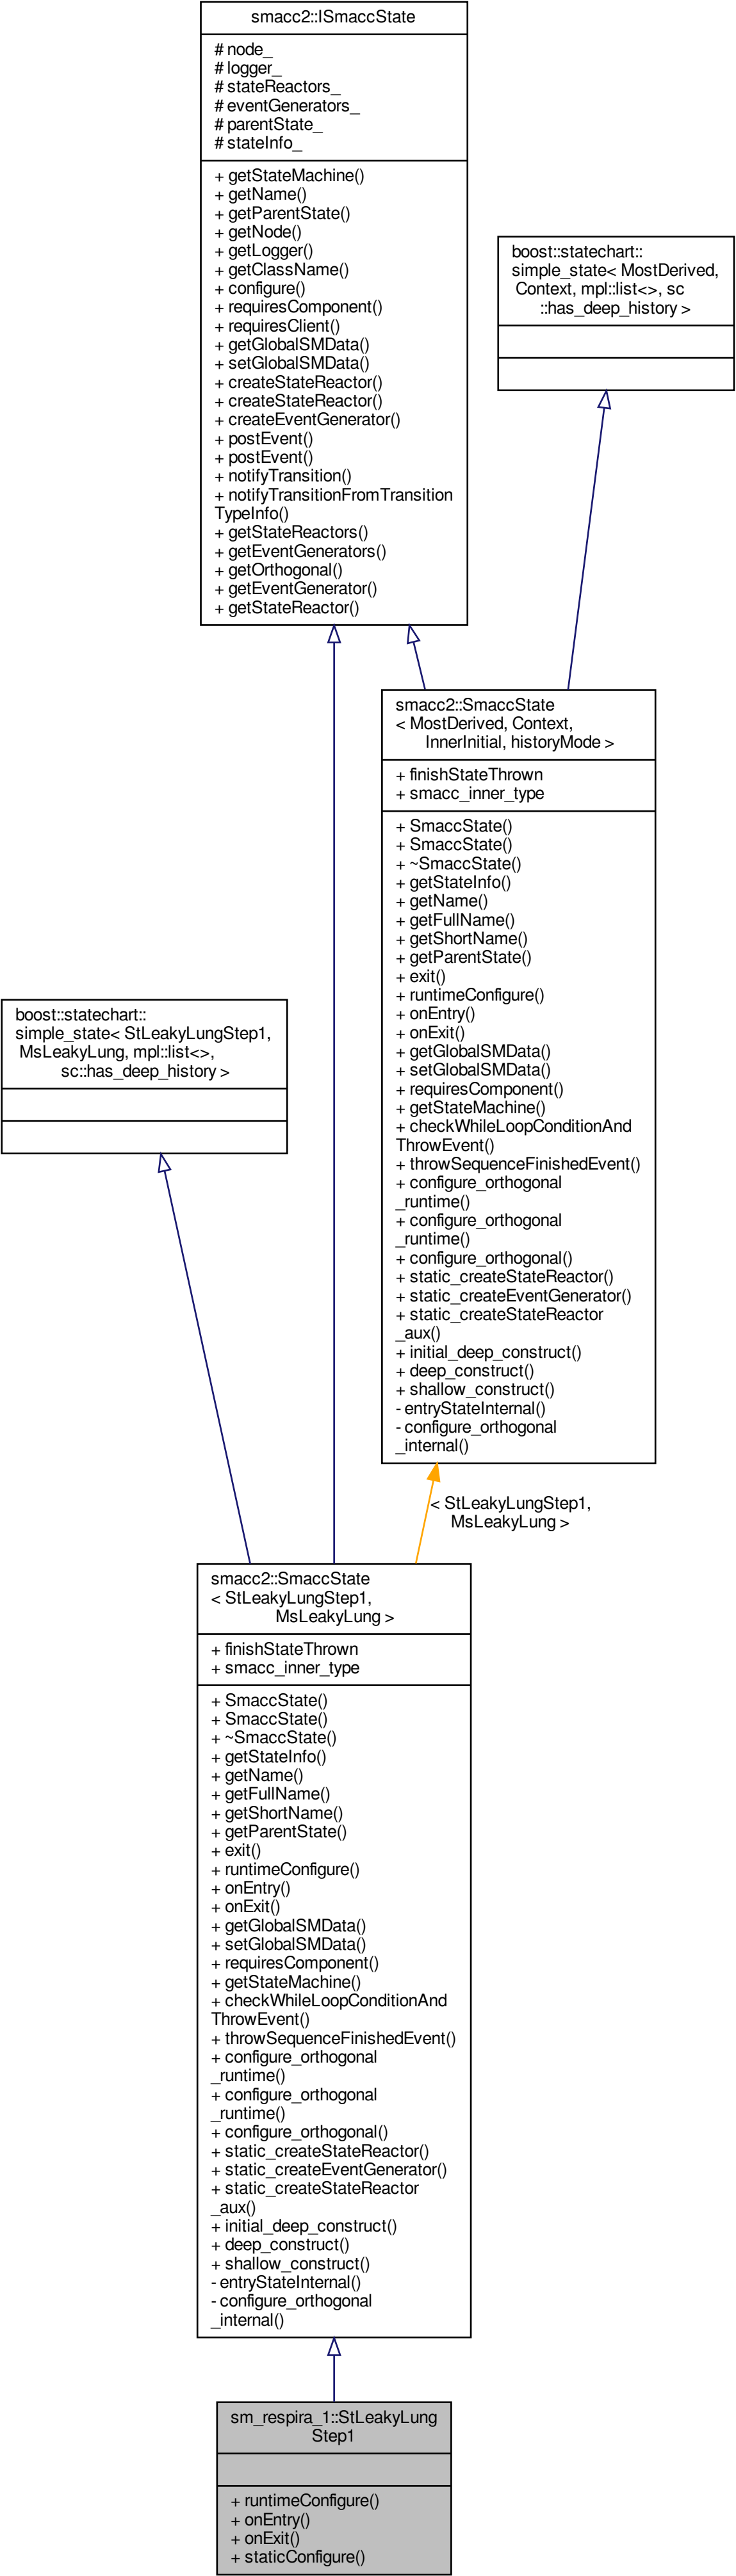 smacc2::ISmaccState
# node_
# logger_
# stateReactors_
# eventGenerators_
# parentState_
# stateInfo_
+ getStateMachine()
+ getName()
+ getParentState()
+ getNode()
+ getLogger()
+ getClassName()
+ configure()
+ requiresComponent()
+ requiresClient()
+ getGlobalSMData()
+ setGlobalSMData()
+ createStateReactor()
+ createStateReactor()
+ createEventGenerator()
+ postEvent()
+ postEvent()
+ notifyTransition()
+ notifyTransitionFromTransition
TypeInfo()
+ getStateReactors()
+ getEventGenerators()
+ getOrthogonal()
+ getEventGenerator()
+ getStateReactor()
boost::statechart::
simple_state< MostDerived,
Context, mpl::list<>, sc
::has_deep_history >
smacc2::SmaccState
< MostDerived, Context,
InnerInitial, historyMode >
+ finishStateThrown
+ smacc_inner_type
+ SmaccState()
+ SmaccState()
+ ~SmaccState()
+ getStateInfo()
+ getName()
+ getFullName()
+ getShortName()
+ getParentState()
+ exit()
+ runtimeConfigure()
+ onEntry()
+ onExit()
+ getGlobalSMData()
+ setGlobalSMData()
+ requiresComponent()
+ getStateMachine()
+ checkWhileLoopConditionAnd
ThrowEvent()
+ throwSequenceFinishedEvent()
+ configure_orthogonal
_runtime()
+ configure_orthogonal
_runtime()
+ configure_orthogonal()
+ static_createStateReactor()
+ static_createEventGenerator()
+ static_createStateReactor
_aux()
+ initial_deep_construct()
+ deep_construct()
+ shallow_construct()
- entryStateInternal()
- configure_orthogonal
_internal()
boost::statechart::
simple_state< StLeakyLungStep1,
MsLeakyLung, mpl::list<>,
sc::has_deep_history >
< StLeakyLungStep1,
MsLeakyLung >
smacc2::SmaccState
< StLeakyLungStep1,
MsLeakyLung >
+ finishStateThrown
+ smacc_inner_type
+ SmaccState()
+ SmaccState()
+ ~SmaccState()
+ getStateInfo()
+ getName()
+ getFullName()
+ getShortName()
+ getParentState()
+ exit()
+ runtimeConfigure()
+ onEntry()
+ onExit()
+ getGlobalSMData()
+ setGlobalSMData()
+ requiresComponent()
+ getStateMachine()
+ checkWhileLoopConditionAnd
ThrowEvent()
+ throwSequenceFinishedEvent()
+ configure_orthogonal
_runtime()
+ configure_orthogonal
_runtime()
+ configure_orthogonal()
+ static_createStateReactor()
+ static_createEventGenerator()
+ static_createStateReactor
_aux()
+ initial_deep_construct()
+ deep_construct()
+ shallow_construct()
- entryStateInternal()
- configure_orthogonal
_internal()
sm_respira_1::StLeakyLung
Step1
+ runtimeConfigure()
+ onEntry()
+ onExit()
+ staticConfigure()